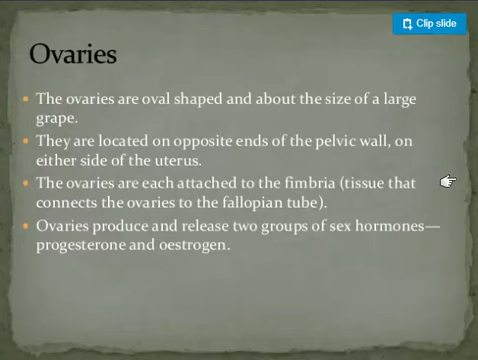 Clip slide
Ovaries
The ovaries are oval shaped and about the size of a large
grape.
They are located on opposite ends of the pelvic wall, on
either side of the uterus.
The ovaries are each attached to the fimbria (tissue that
connects the ovaries to the fallopian tube).
Ovaries produce and release two groups of sex hormones—
progesterone and oestrogen.